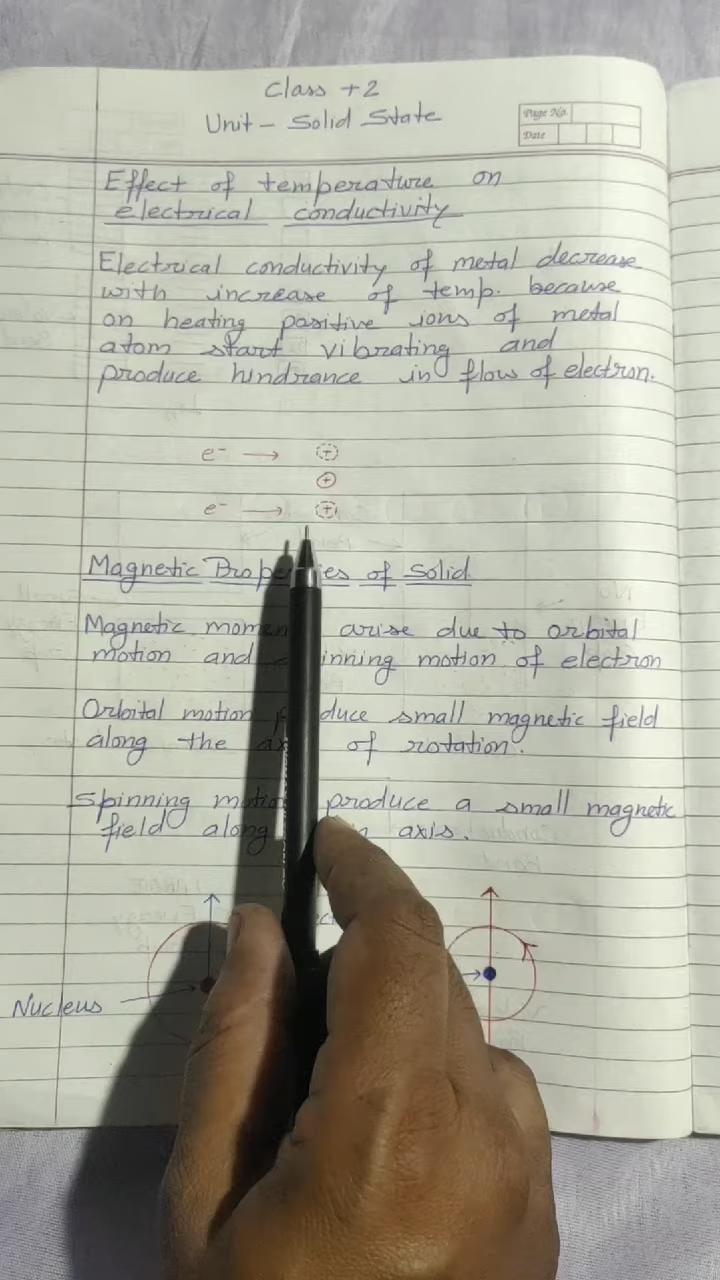 Class +2
Unit - Solid State
Page No.
Date
Effect of temperature on
electrical conductivity
Electrical conductivity of metal decrease
with increase of temp. because
on heating positive ions of metal
atom start vibrating and
produce hindrance in flow of electron.
e- → (+)
(+)
e- → (+)
Magnetic of Solid
Magnetic arise due to orbital
motion and of electron
Orbital motion small magnetic field
along the of rotation.
Spinning produce a small magnetic
field along axis.
Nucleus